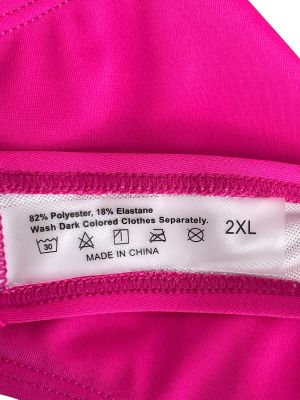 82% Polyester, 18% Elastane
Wash Dark Colored Clothes Separately.
30
2XL
MADE IN CHINA